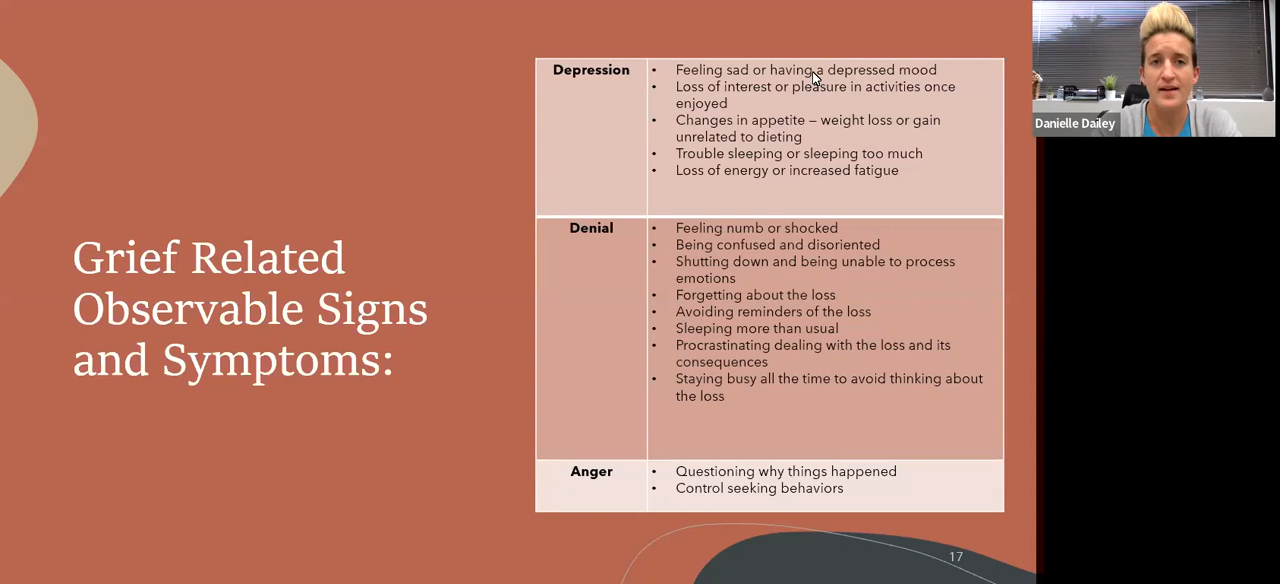 Grief Related
Observable Signs
and Symptoms:
Depression
• Feeling sad or having a depressed mood
• Loss of interest or pleasure in activities once
enjoyed
• Changes in appetite – weight loss or gain
unrelated to dieting
• Trouble sleeping or sleeping too much
• Loss of energy or increased fatigue
Denial
• Feeling numb or shocked
• Being confused and disoriented
• Shutting down and being unable to process
emotions
• Forgetting about the loss
• Avoiding reminders of the loss
• Sleeping more than usual
• Procrastinating dealing with the loss and its
consequences
• Staying busy all the time to avoid thinking about
the loss
Anger
• Questioning why things happened
• Control seeking behaviors
17
Danielle Dailey